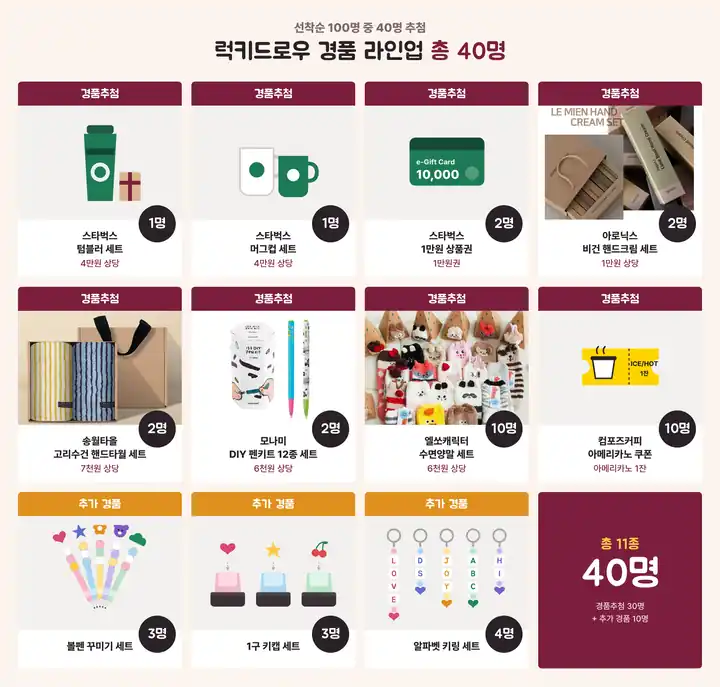 선착순 100명 중 40명 추첨
럭키드로우 경품 라인업 총 40명
경품추첨
1명
스타벅스
텀블러 세트
4만원 상당
경품추첨
1명
스타벅스
머그컵 세트
4만원 상당
경품추첨
e-Gift Card
10,000
2명
스타벅스
1만원 상품권
1만원권
경품추첨
LE MIEN HAND
CREAM SET
2명
아로닉스
비건 핸드크림 세트
1만원 상당
경품추첨
2명
송월타올
고리수건 핸드타월 세트
7천원 상당
경품추첨
2명
모나미
DIY 펜키트 12종 세트
6천원 상당
경품추첨
10명
엘쏘캐릭터
수면양말 세트
6천원 상당
경품추첨
ICE/HOT
1잔
10명
컴포즈커피
아메리카노 쿠폰
아메리카노 1잔
추가 경품
3명
볼펜 꾸미기 세트
추가 경품
3명
1구 키캡 세트
추가 경품
LOVE
DS
JOY
ABC
HI
4명
알파벳 키링 세트
총 11종
40명
경품추첨 30명
+ 추가 경품 10명